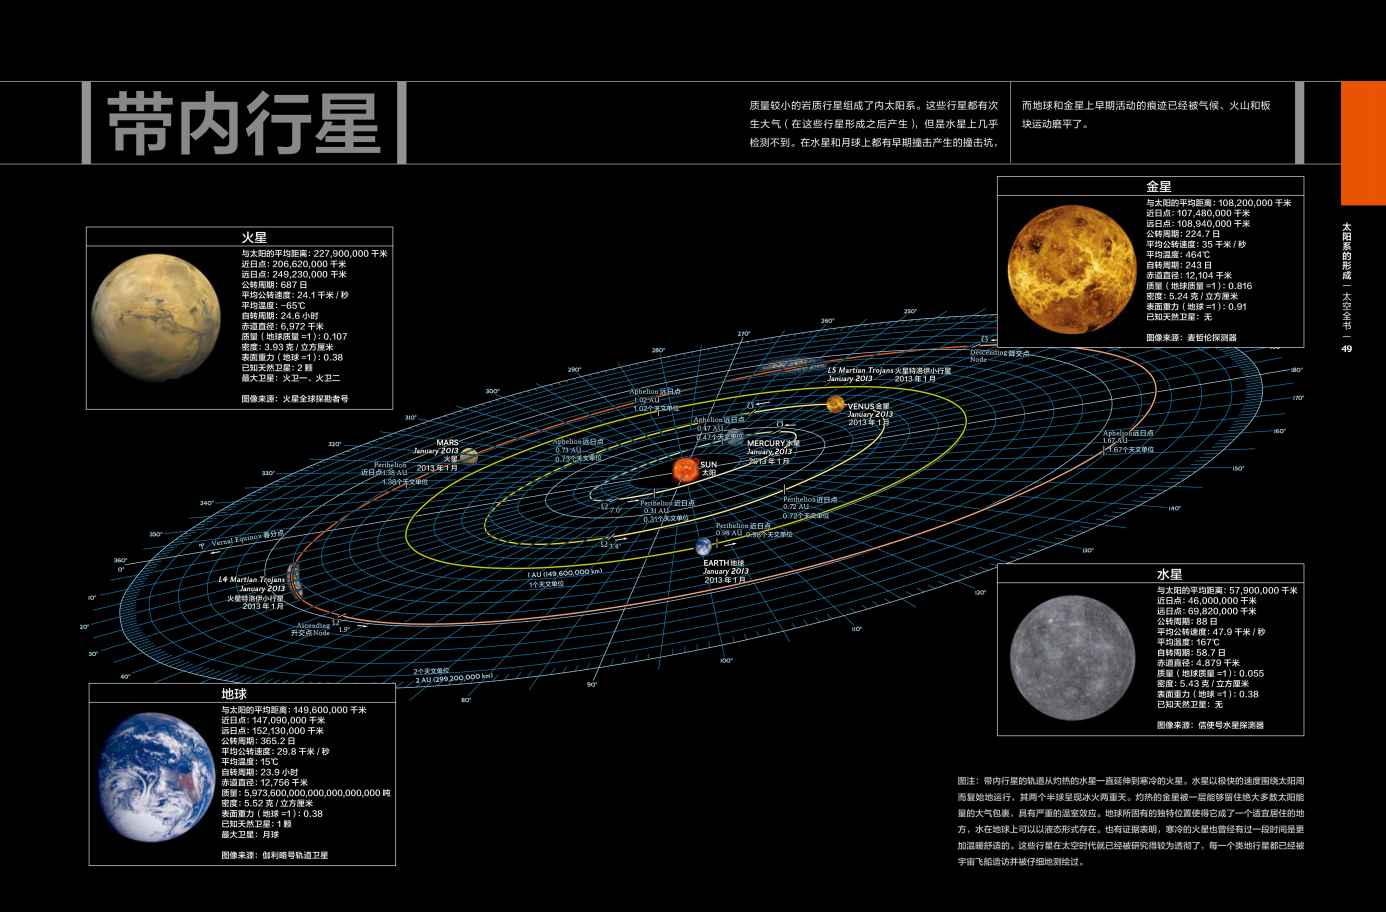 带内行星
质量较小的岩质行星组成了内太阳系。这些行星都有次
生大气（在这些行星形成之后产生），但是水星上几乎
检测不到。在水星和月球上都有早期撞击产生的撞击坑，
而地球和金星上早期活动的痕迹已经被气候、火山和板
块运动磨平了。
太阳系的形成 — 太空全书 — 49
火星
与太阳的平均距离：227,900,000 千米
近日点：206,620,000 千米
远日点：249,230,000 千米
公转周期：687 日
平均公转速度：24.1 千米 / 秒
平均温度：-65℃
自转周期：24.6 小时
赤道直径：6,972 千米
质量（地球质量 =1）：0.107
密度：3.93 克 / 立方厘米
表面重力（地球 =1）：0.38
已知天然卫星：2 颗
最大卫星：火卫一、火卫二
图像来源：火星全球探勘者号
金星
与太阳的平均距离：108,200,000 千米
近日点：107,480,000 千米
远日点：108,940,000 千米
公转周期：224.7 日
平均公转速度：35 千米 / 秒
平均温度：464℃
自转周期：243 日
赤道直径：12,104 千米
质量（地球质量 =1）：0.816
密度：5.24 克 / 立方厘米
表面重力（地球 =1）：0.91
已知天然卫星：无
图像来源：麦哲伦探测器
250°
260°
270°
280°
290°
300°
310°
320°
330°
340°
350°
360°
0°
10°
20°
30°
40°
80°
90°
100°
110°
120°
130°
140°
150°
160°
170°
180°
Descending 降交点
Node
L5 Martian Trojans 火星特洛伊小行星
January 2013 2013 年 1 月
Aphelion 远日点
1.02 AU
1.02个天文单位
VENUS 金星
January 2013
2013 年 1 月
Aphelion 远日点
0.47 AU
0.47个天文单位
MERCURY 水星
January, 2013
2013 年 1 月
Aphelion 远日点
0.73 AU
0.73个天文单位
MARS
January 2013
火星
2013 年 1 月
Perihelion
近日点1.38 AU
1.38个天文单位
SUN
太阳
Aphelion 远日点
1.67 AU
1.67个天文单位
Perihelion 近日点
0.31 AU
0.31个天文单位
7.0°
Perihelion 近日点
0.72 AU
0.72个天文单位
Perihelion 近日点
0.98 AU 0.98个天文单位
3.4°
EARTH 地球
January 2013
2013 年 1 月
Vernal Equinox 春分点
1 AU (149,600,000 km)
1个天文单位
L4 Martian Trojans
January 2013
火星特洛伊小行星
2013 年 1 月
Ascending
升交点 Node
1.9°
2个天文单位
2 AU (299,200,000 km)
水星
与太阳的平均距离：57,900,000 千米
近日点：46,000,000 千米
远日点：69,820,000 千米
公转周期：88 日
平均公转速度：47.9 千米 / 秒
平均温度：167℃
自转周期：58.7 日
赤道直径：4.879 千米
质量（地球质量 =1）：0.055
密度：5.43 克 / 立方厘米
表面重力（地球 =1）：0.38
已知天然卫星：无
图像来源：信使号水星探测器
地球
与太阳的平均距离：149,600,000 千米
近日点：147,090,000 千米
远日点：152,130,000 千米
公转周期：365.2 日
平均公转速度：29.8 千米 / 秒
平均温度：15℃
自转周期：23.9 小时
赤道直径：12,756 千米
质量：5,973,600,000,000,000,000,000 吨
密度：5.52 克 / 立方厘米
表面重力（地球 =1）：0.38
已知天然卫星：1 颗
最大卫星：月球
图像来源：伽利略号轨道卫星
图注：带内行星的轨道从灼热的水星一直延伸到寒冷的火星。水星以极快的速度围绕太阳周
而复始地运行，其两个半球呈现冰火两重天。灼热的金星被一层能够留住绝大多数太阳能
量的大气包裹，具有严重的温室效应。地球所固有的独特位置使得它成了一个适宜居住的地
方，水在地球上可以以液态形式存在。也有证据表明，寒冷的火星也曾经有过一段时间是更
加温暖舒适的。这些行星在太空时代就已经被研究得较为透彻了，每一个类地行星都已经被
宇宙飞船造访并被仔细地测绘过。